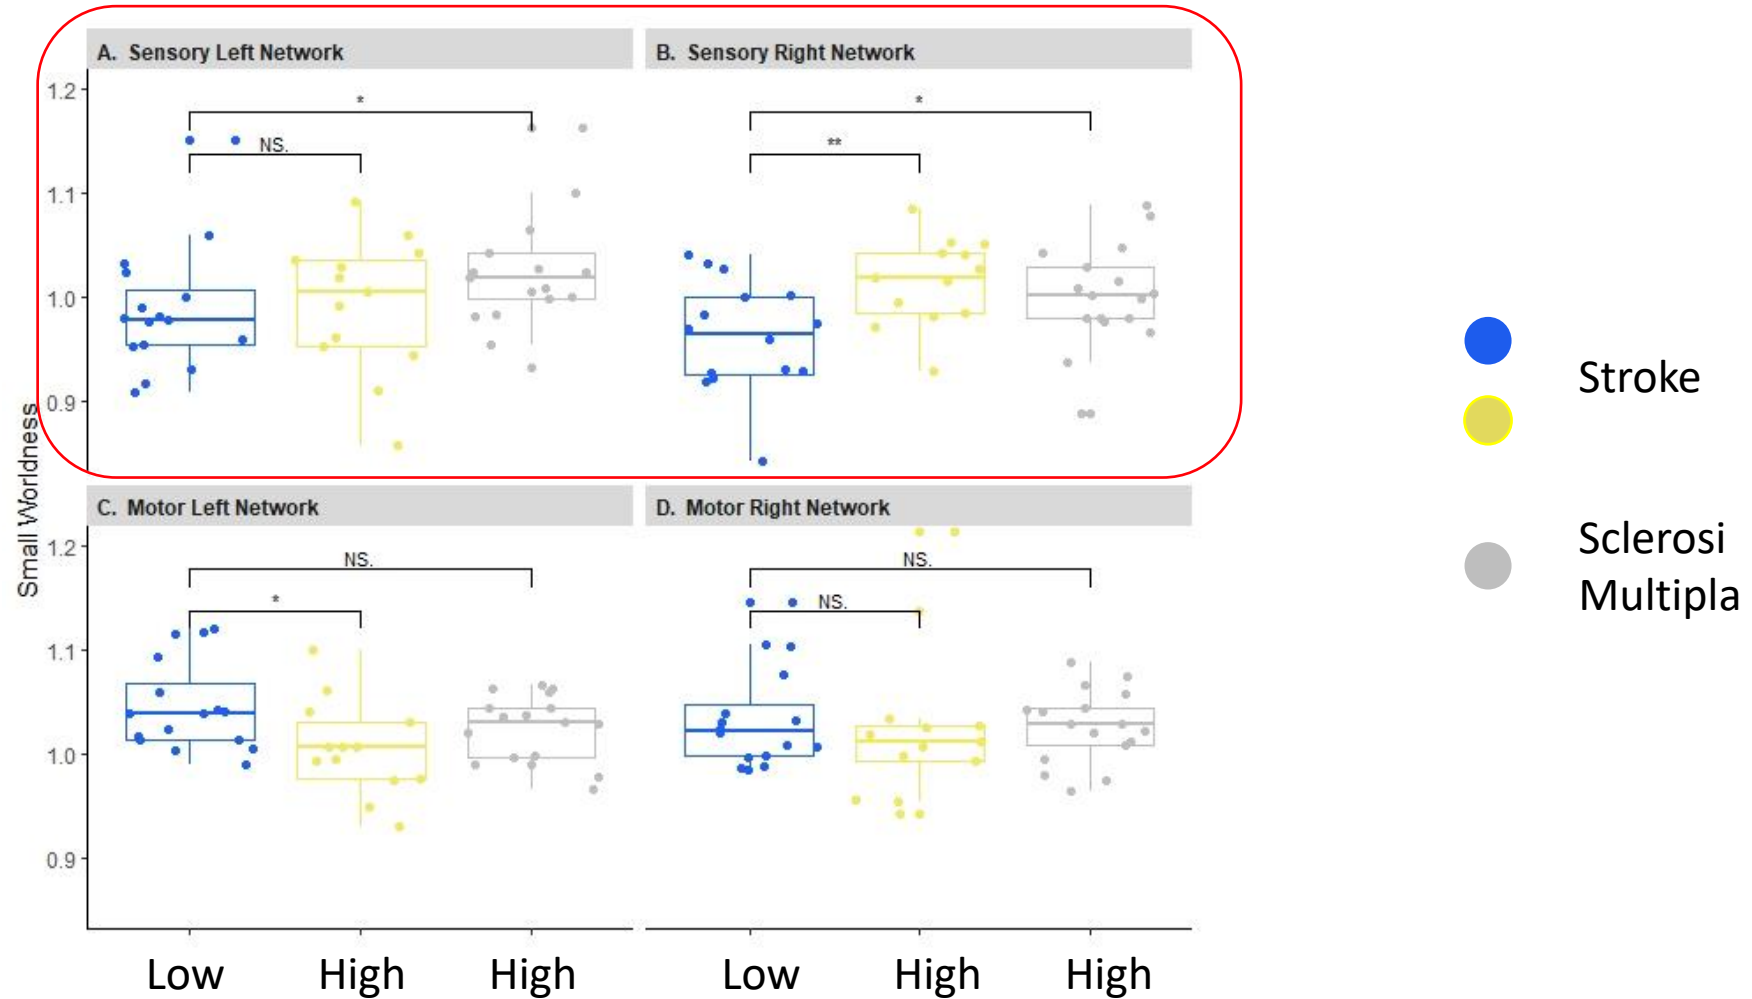 A. Sensory Left Network
B. Sensory Right Network
1.2
*
*
NS.
**
1.1
1.0
0.9
Small Worldness
C. Motor Left Network
D. Motor Right Network
1.2
NS.
NS.
*
NS.
1.1
1.0
0.9
Low
High
High
Low
High
High
Stroke
Sclerosi
Multipla